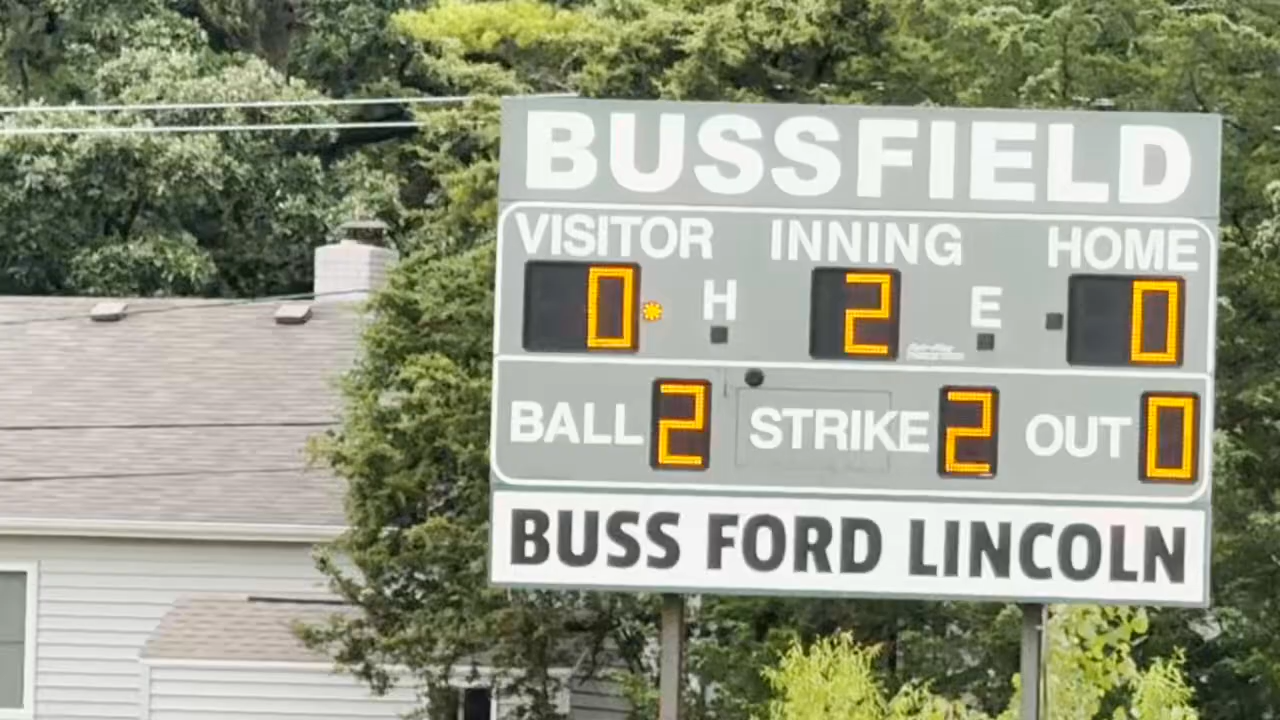 BUSSFIELD
VISITOR INNING HOME
0 H 2 E 0
BALL 2 STRIKE 2 OUT 0
BUSS FORD LINCOLN